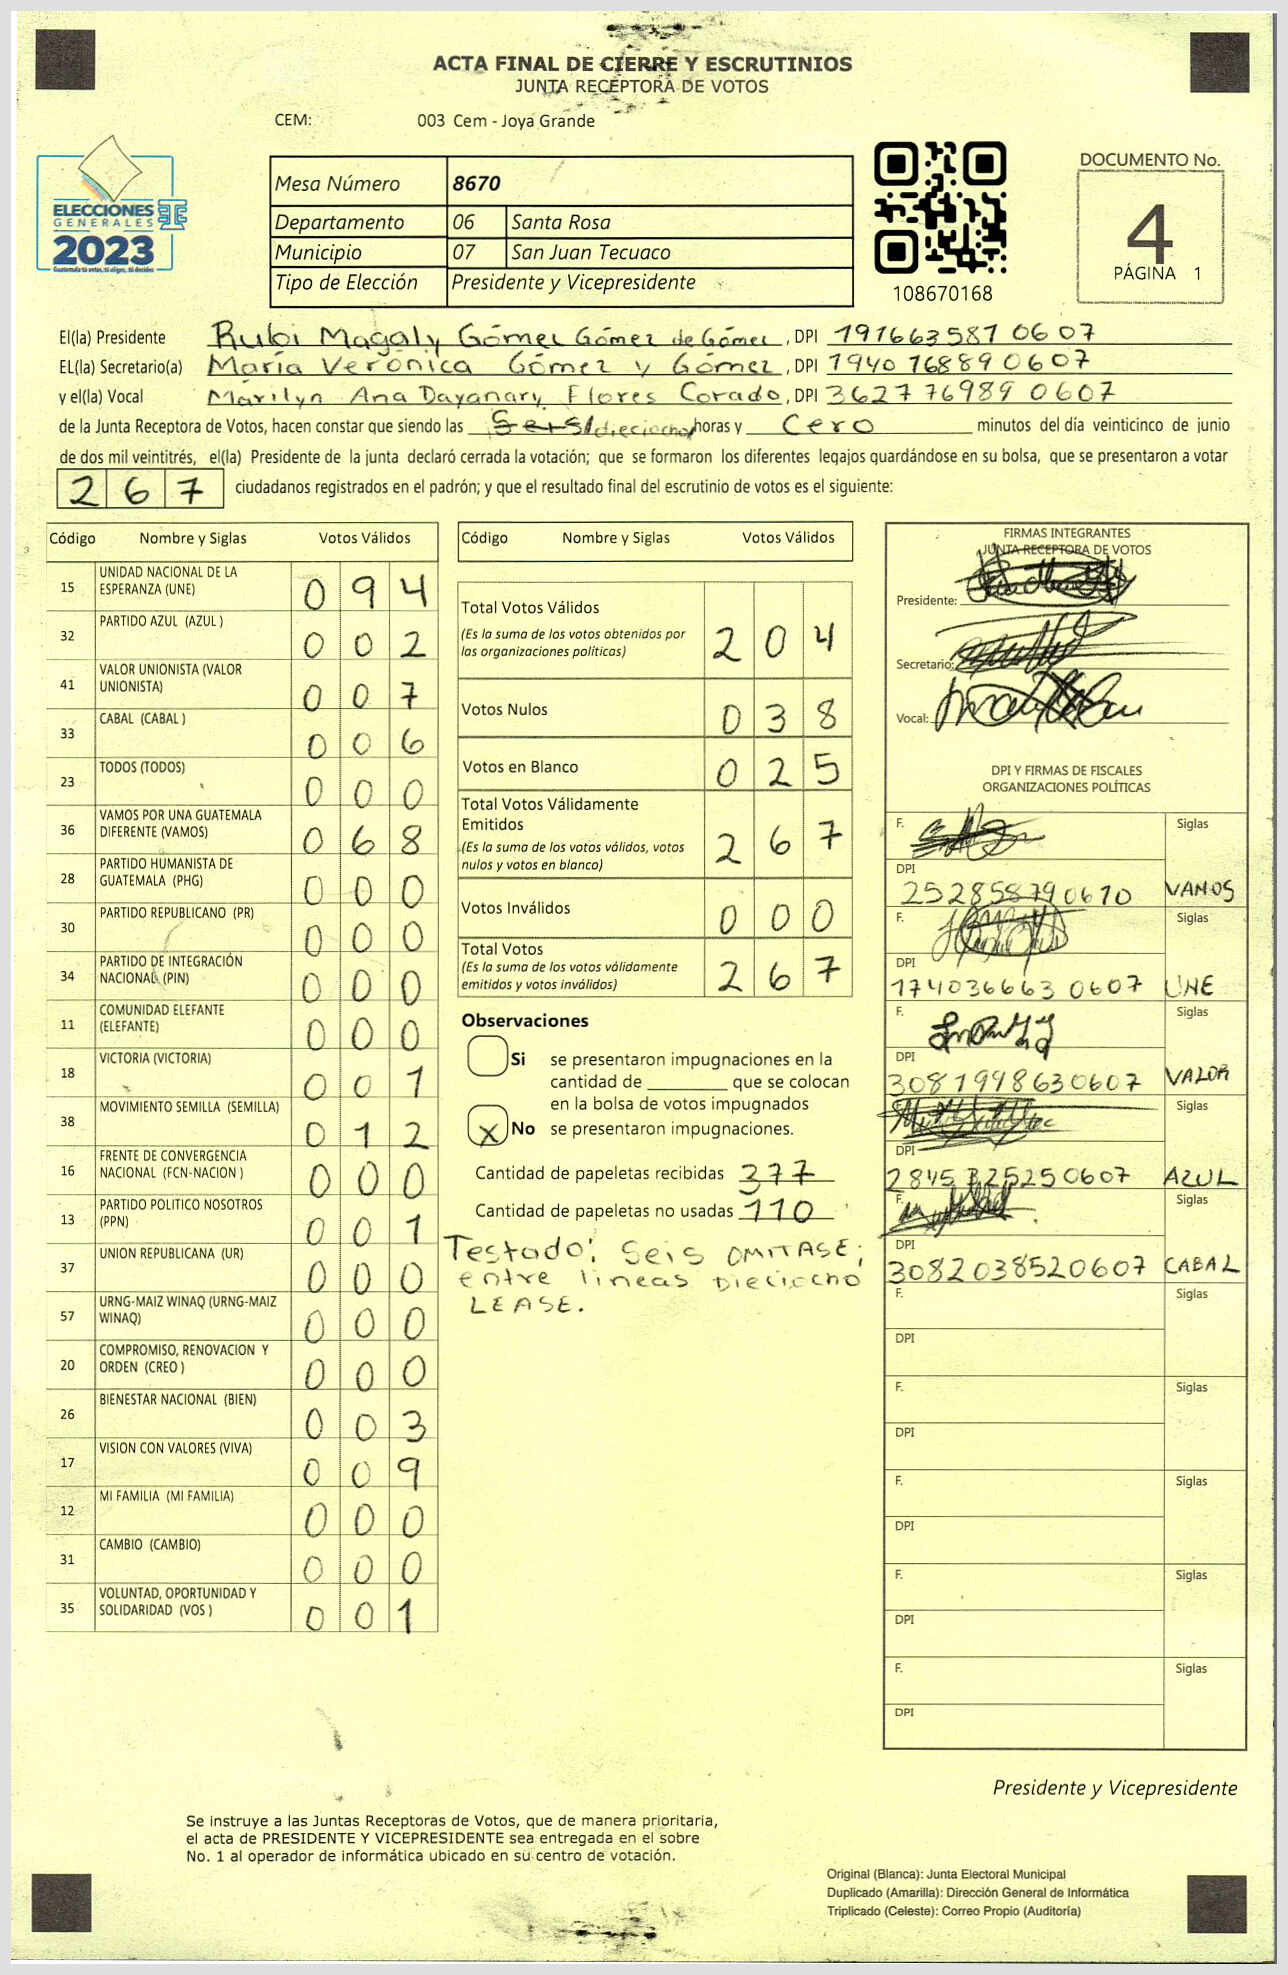 ACTA FINAL DE CIERRE Y ESCRUTINIOS
JUNTA RECEPTORA DE VOTOS
CEM: 003 Cem - Joya Grande
ELECCIONES
GENERALES
2023
Guatemala tú votas, tú eliges, tú decides
Mesa Número 8670
Departamento 06 Santa Rosa
Municipio 07 San Juan Tecuaco
Tipo de Elección Presidente y Vicepresidente
108670168
DOCUMENTO No.
4
PÁGINA 1
El(la) Presidente Rubi Magaly Gómez Gómez de Gómez, DPI 191663581 0607
EL(la) Secretario(a) María Verónica Gómez y Gómez, DPI 1940768890607
y el(la) Vocal Marilyn Ana Dayanary Flores Corado, DPI 362776989 0607
de la Junta Receptora de Votos, hacen constar que siendo las Seis/dieciocho/ horas y Cero minutos del día veinticinco de junio
de dos mil veintitrés, el(la) Presidente de la junta declaró cerrada la votación; que se formaron los diferentes legajos quardándose en su bolsa, que se presentaron a votar
267 ciudadanos registrados en el padrón; y que el resultado final del escrutinio de votos es el siguiente:
Código Nombre y Siglas Votos Válidos
15 UNIDAD NACIONAL DE LA ESPERANZA (UNE) 094
32 PARTIDO AZUL (AZUL ) 002
41 VALOR UNIONISTA (VALOR UNIONISTA) 007
33 CABAL (CABAL ) 006
23 TODOS (TODOS) 000
36 VAMOS POR UNA GUATEMALA DIFERENTE (VAMOS) 068
28 PARTIDO HUMANISTA DE GUATEMALA (PHG) 000
30 PARTIDO REPUBLICANO (PR) 000
34 PARTIDO DE INTEGRACIÓN NACIONAL (PIN) 000
11 COMUNIDAD ELEFANTE (ELEFANTE) 000
18 VICTORIA (VICTORIA) 001
38 MOVIMIENTO SEMILLA (SEMILLA) 012
16 FRENTE DE CONVERGENCIA NACIONAL (FCN-NACION ) 000
13 PARTIDO POLITICO NOSOTROS (PPN) 001
37 UNION REPUBLICANA (UR) 000
57 URNG-MAIZ WINAQ (URNG-MAIZ WINAQ) 000
20 COMPROMISO, RENOVACION Y ORDEN (CREO ) 000
26 BIENESTAR NACIONAL (BIEN) 003
17 VISION CON VALORES (VIVA) 009
12 MI FAMILIA (MI FAMILIA) 000
31 CAMBIO (CAMBIO) 000
35 VOLUNTAD, OPORTUNIDAD Y SOLIDARIDAD (VOS ) 001
Código Nombre y Siglas Votos Válidos
Total Votos Válidos 204
(Es la suma de los votos obtenidos por
las organizaciones políticas)
Votos Nulos 038
Votos en Blanco 025
Total Votos Válidamente
Emitidos 267
(Es la suma de los votos válidos, votos
nulos y votos en blanco)
Votos Inválidos 000
Total Votos 267
(Es la suma de los votos válidamente
emitidos y votos inválidos)
Observaciones
Si se presentaron impugnaciones en la
cantidad de ________ que se colocan
en la bolsa de votos impugnados
X No se presentaron impugnaciones.
Cantidad de papeletas recibidas 377
Cantidad de papeletas no usadas 110
Testado: Seis OMITASE;
entre lineas Dieciocho
LEASE.
FIRMAS INTEGRANTES
JUNTA RECEPTORA DE VOTOS
Presidente:
Secretario:
Vocal:
DPI Y FIRMAS DE FISCALES
ORGANIZACIONES POLÍTICAS
F. Siglas
DPI
252858790610 VAMOS
F. Siglas
DPI
174036663 0607 UNE
F. Siglas
DPI
3081998630607 VALOR
F. Siglas
DPI
2845325250607 AZUL
F. Siglas
DPI
3082038520607 CABAL
F. Siglas
DPI
F. Siglas
DPI
F. Siglas
DPI
F. Siglas
DPI
F. Siglas
DPI
Presidente y Vicepresidente
Se instruye a las Juntas Receptoras de Votos, que de manera prioritaria,
el acta de PRESIDENTE Y VICEPRESIDENTE sea entregada en el sobre
No. 1 al operador de informática ubicado en su centro de votación.
Original (Blanca): Junta Electoral Municipal
Duplicado (Amarilla): Dirección General de Informática
Triplicado (Celeste): Correo Propio (Auditoría)